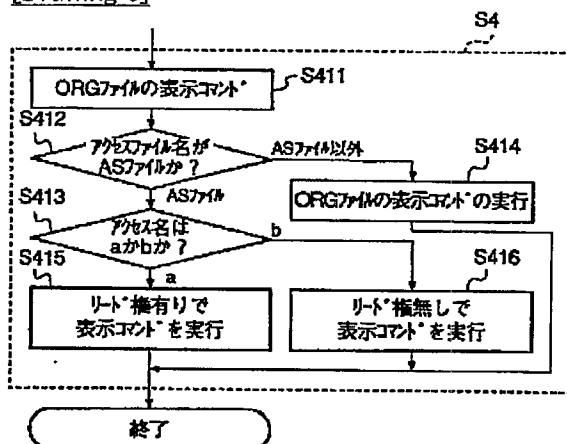 S4
ORGファイルの表示コマンド
S411
S412
アクセスファイル名が
ASファイルか?
ASファイル以外
S414
ORGファイルの表示コマンドの実行
ASファイル
S413
アクセス名は
aかbか?
b
S415
a
リード権有りで
表示コマンドを実行
S416
リード権無しで
表示コマンドを実行
終了